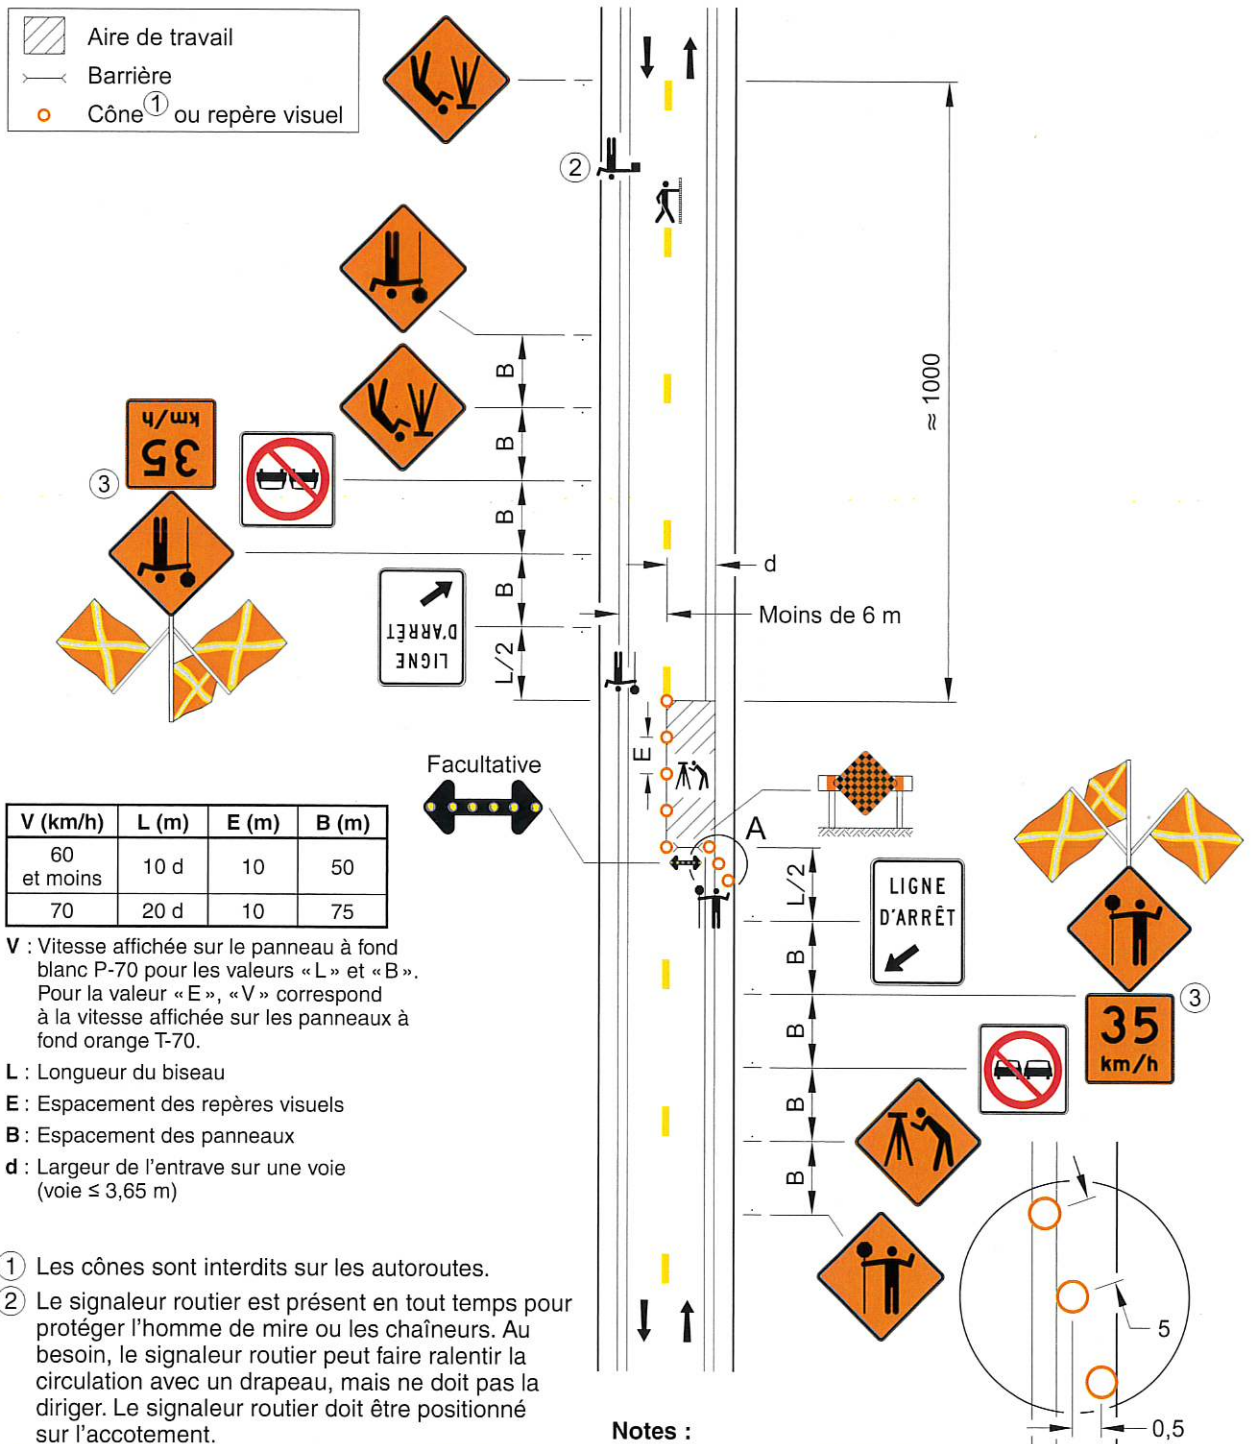 Aire de travail
Barrière
Cône ① ou repère visuel
②
B
B
B
B
L/2
35
km/h
③
LIGNE
D'ARRÊT
≈ 1000
d
Moins de 6 m
E
Facultative
A
L/2
B
B
B
B
LIGNE
D'ARRÊT
35
km/h
③
V (km/h) L (m) E (m) B (m)
60
et moins 10 d 10 50
70 20 d 10 75
V : Vitesse affichée sur le panneau à fond
blanc P-70 pour les valeurs « L » et « B ».
Pour la valeur « E », « V » correspond
à la vitesse affichée sur les panneaux à
fond orange T-70.
L : Longueur du biseau
E : Espacement des repères visuels
B : Espacement des panneaux
d : Largeur de l'entrave sur une voie
(voie ≤ 3,65 m)
① Les cônes sont interdits sur les autoroutes.
② Le signaleur routier est présent en tout temps pour
protéger l'homme de mire ou les chaîneurs. Au
besoin, le signaleur routier peut faire ralentir la
circulation avec un drapeau, mais ne doit pas la
diriger. Le signaleur routier doit être positionné
sur l'accotement.
5
0,5
Notes :